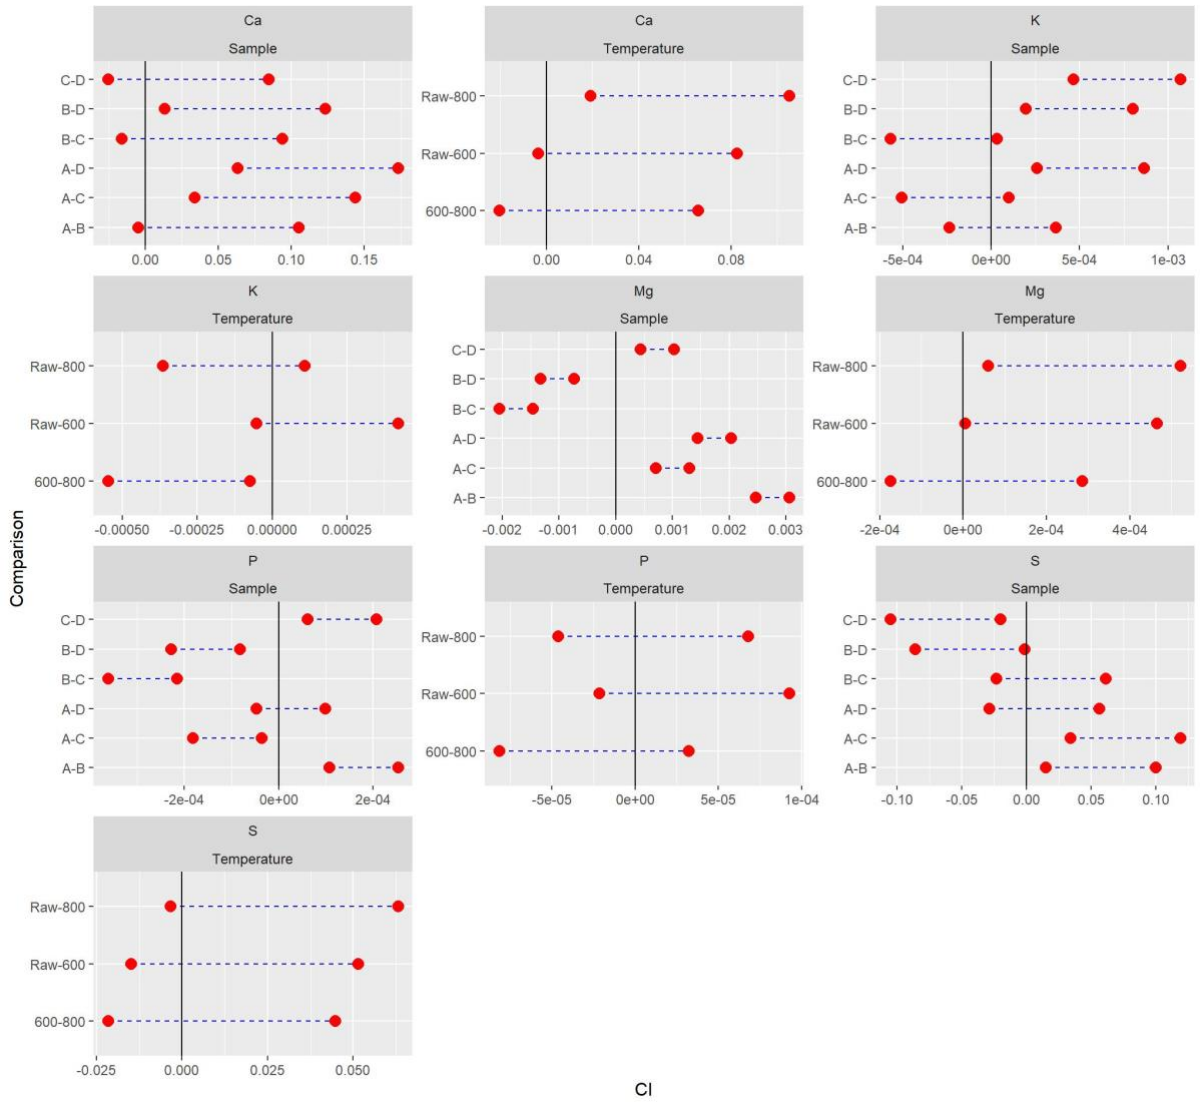 Ca
Sample
C-D
B-D
B-C
A-D
A-C
A-B
0.00 0.05 0.10 0.15
Ca
Temperature
Raw-800
Raw-600
600-800
0.00 0.04 0.08
K
Sample
C-D
B-D
B-C
A-D
A-C
A-B
-5e-04 0e+00 5e-04 1e-03
K
Temperature
Raw-800
Raw-600
600-800
-0.00050 -0.00025 0.00000 0.00025
Mg
Sample
C-D
B-D
B-C
A-D
A-C
A-B
-0.002 -0.001 0.000 0.001 0.002 0.003
Mg
Temperature
Raw-800
Raw-600
600-800
-2e-04 0e+00 2e-04 4e-04
Comparison
P
Sample
C-D
B-D
B-C
A-D
A-C
A-B
-2e-04 0e+00 2e-04
P
Temperature
Raw-800
Raw-600
600-800
-5e-05 0e+00 5e-05 1e-04
S
Sample
C-D
B-D
B-C
A-D
A-C
A-B
-0.10 -0.05 0.00 0.05 0.10
S
Temperature
Raw-800
Raw-600
600-800
-0.025 0.000 0.025 0.050
CI